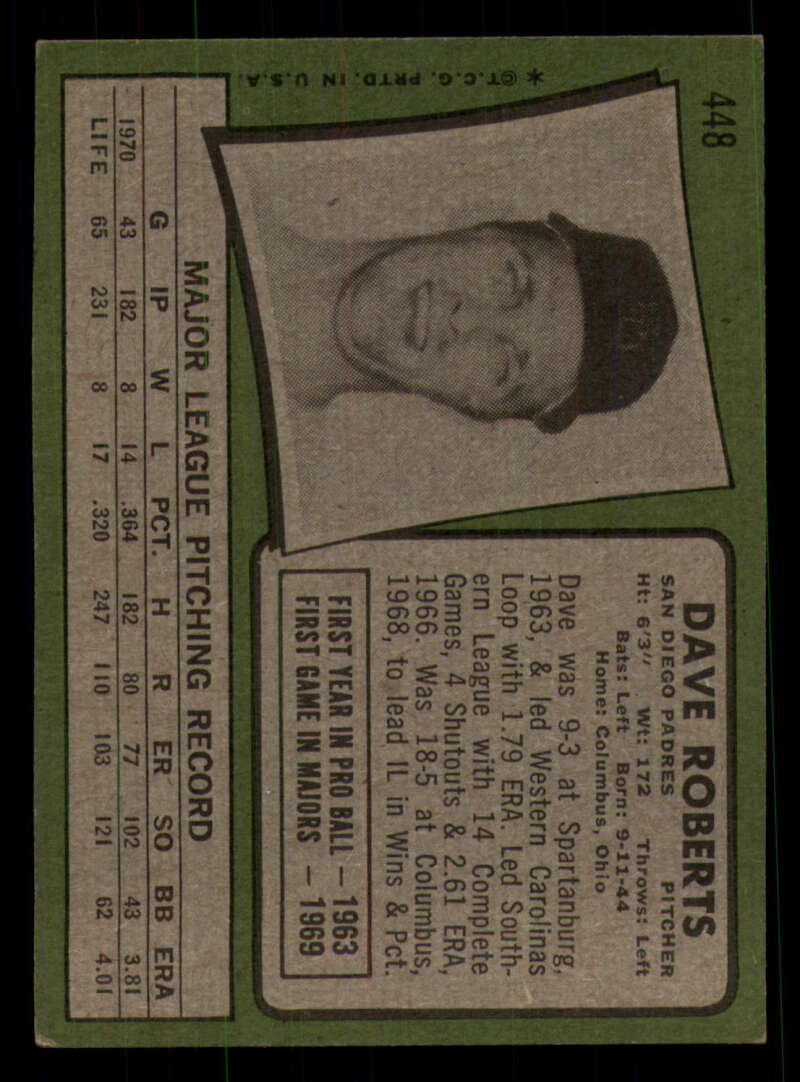 448
DAVE ROBERTS
SAN DIEGO PADRES PITCHER
Ht: 6'3" Wt: 172 Throws: Left
Bats: Left Born: 9-11-44
Home: Columbus, Ohio
Dave was 9-3 at Spartanburg,
1963, & led Western Carolinas
Loop with 1.79 ERA. Led South-
ern League with 14 Complete
Games, 4 Shutouts & 2.61 ERA,
1966. Was 18-5 at Columbus,
1968, to lead IL in Wins & Pct.
FIRST YEAR IN PRO BALL — 1963
FIRST GAME IN MAJORS — 1969
MAJOR LEAGUE PITCHING RECORD
G IP W L PCT. H R ER SO BB ERA
1970 43 182 8 14 .364 182 80 77 102 43 3.81
LIFE 65 231 8 17 .320 247 110 103 121 62 4.01
* ©T.C.G. PRTD. IN U.S.A.